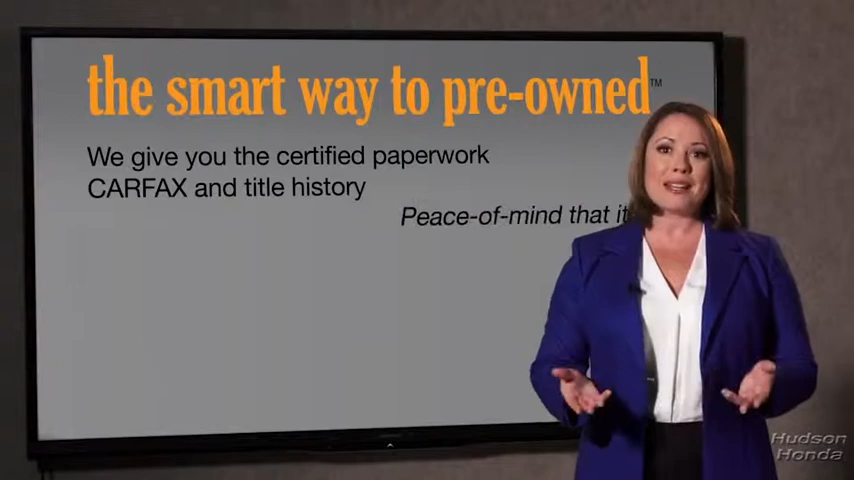 the smart way to pre-owned™
We give you the certified paperwork
CARFAX and title history
Peace-of-mind that it
Hudson
Honda